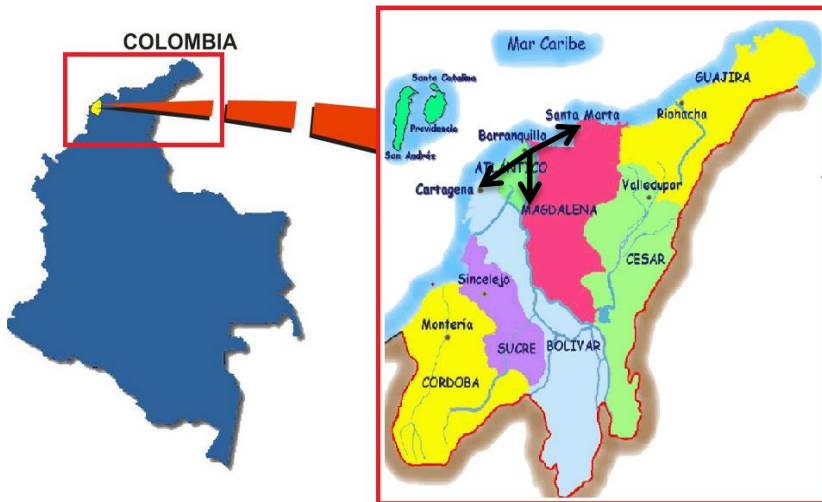 COLOMBIA
Mar Caribe
Santa Catalina
Providencia
San Andrés
GUAJIRA
Santa Marta
Riohacha
Barranquilla
ATLÁNTICO
Valledupar
Cartagena
MAGDALENA
CESAR
Sincelejo
Montería
SUCRE
BOLIVAR
CORDOBA